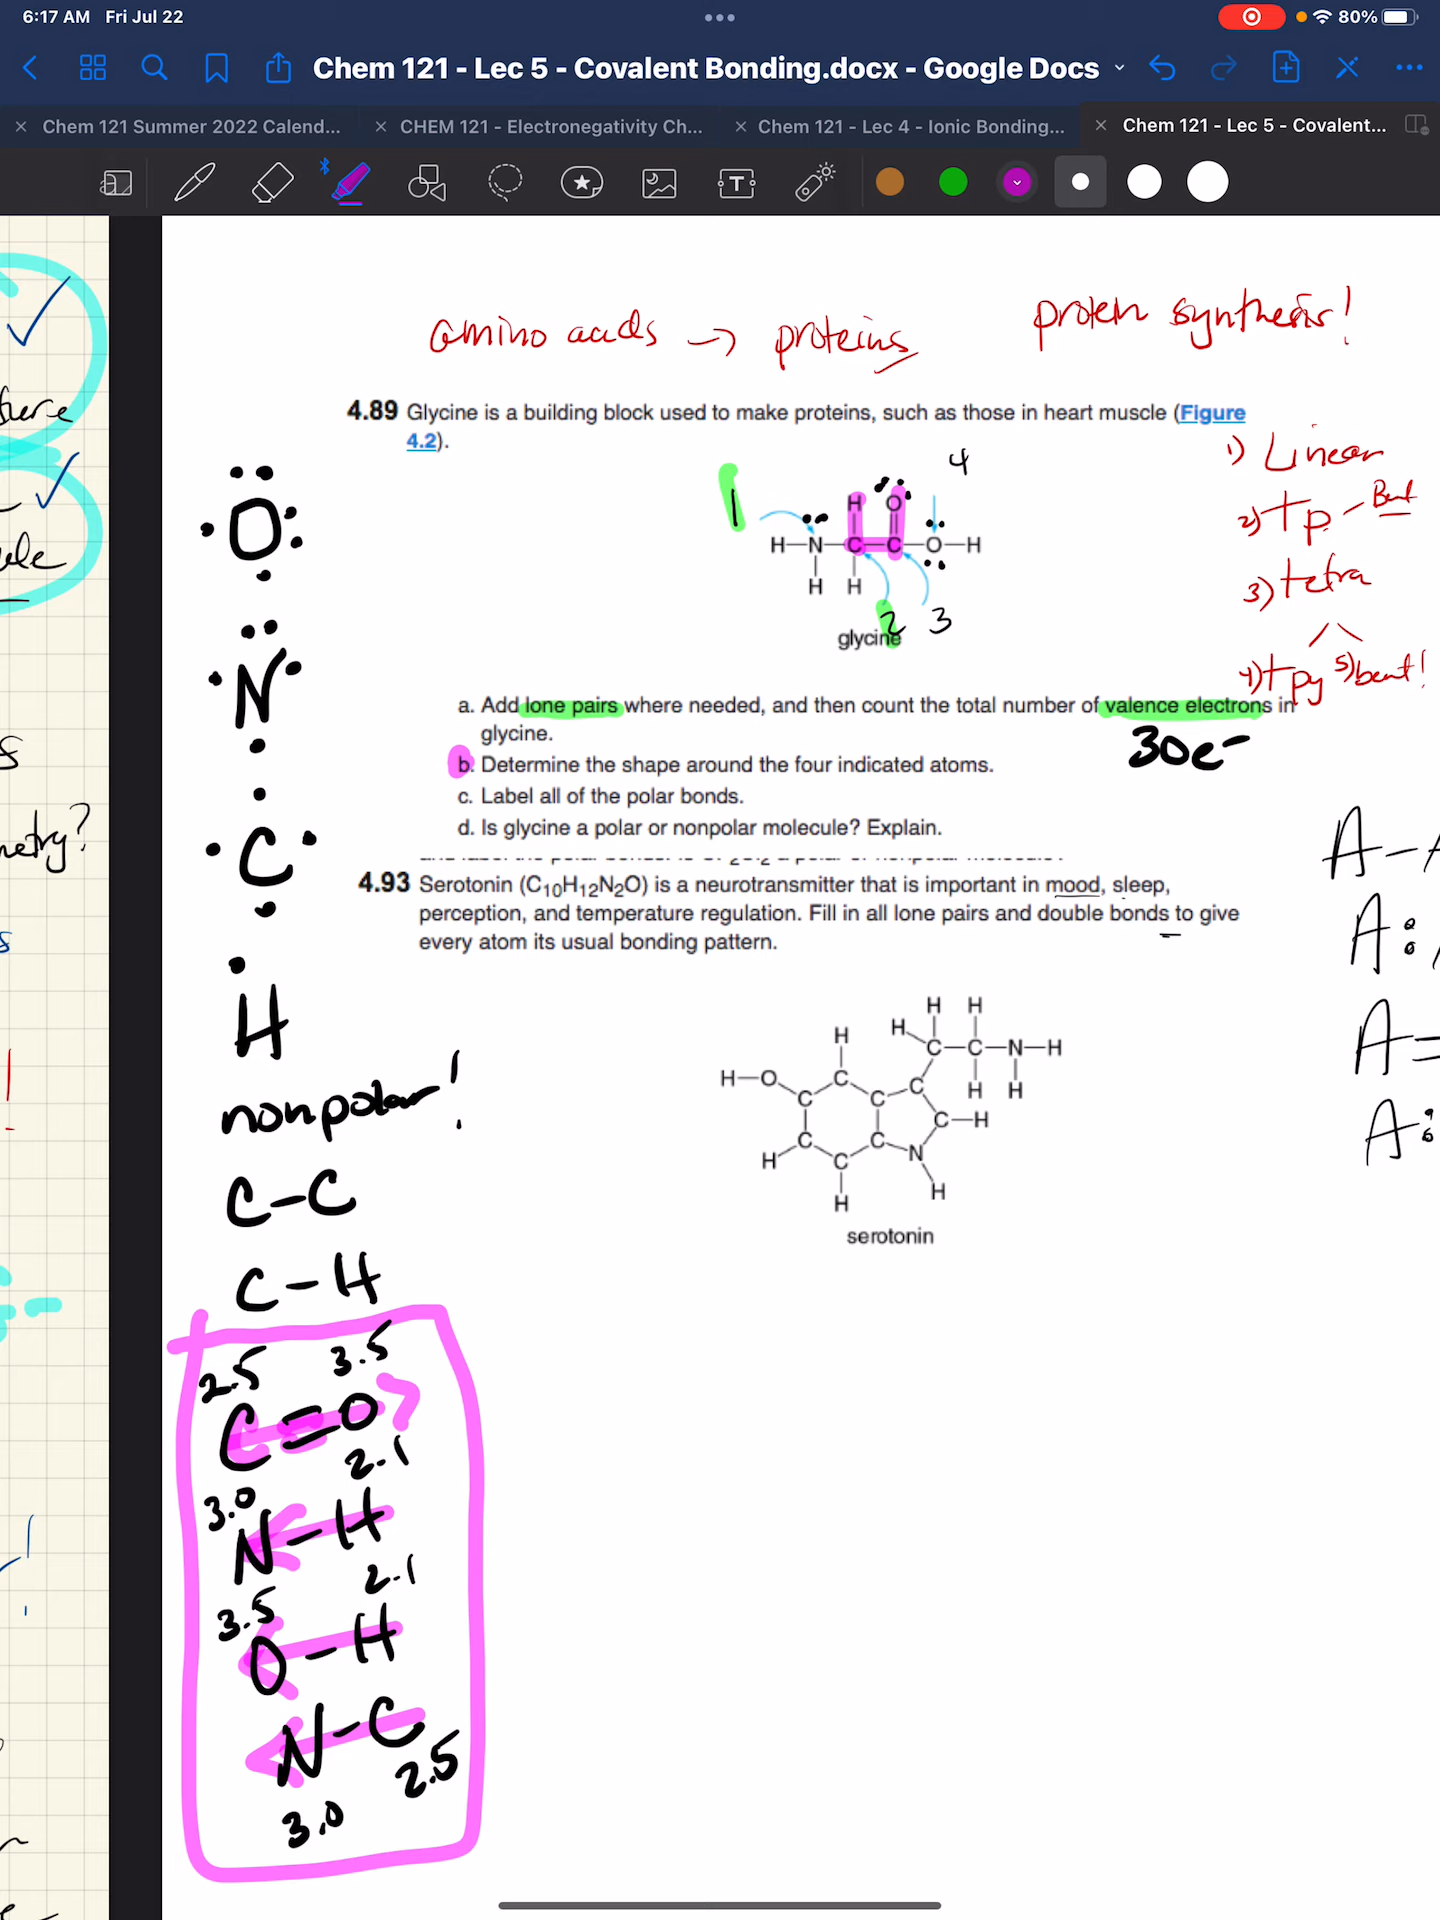 6:17 AM Fri Jul 22
80%
Chem 121 - Lec 5 - Covalent Bonding.docx - Google Docs
Chem 121 Summer 2022 Calend...
CHEM 121 - Electronegativity Ch...
Chem 121 - Lec 4 - Ionic Bonding...
Chem 121 - Lec 5 - Covalent...
amino acids → proteins
protein synthesis!
4.89 Glycine is a building block used to make proteins, such as those in heart muscle (Figure
4.2).
1
4
H O
H—N—C—C—O—H
H H
2 3
glycine
1) Linear
2) tp - Bent
3) tetra
4) tpy 5) bent!
a. Add lone pairs where needed, and then count the total number of valence electrons in
glycine.
30e-
b. Determine the shape around the four indicated atoms.
c. Label all of the polar bonds.
d. Is glycine a polar or nonpolar molecule? Explain.
4.93 Serotonin (C10H12N2O) is a neurotransmitter that is important in mood, sleep,
perception, and temperature regulation. Fill in all lone pairs and double bonds to give
every atom its usual bonding pattern.
H H
H H
C—C—N—H
H—O C C H H
C C
C—H
C C N
H C
H
H
serotonin
O
N
C
H
nonpolar!
C-C
C-H
2.5 3.5
C=O
2.1
3.0
N-H
2.1
3.5
O-H
N-C
2.5
3.0
A-
A:
A=
A: